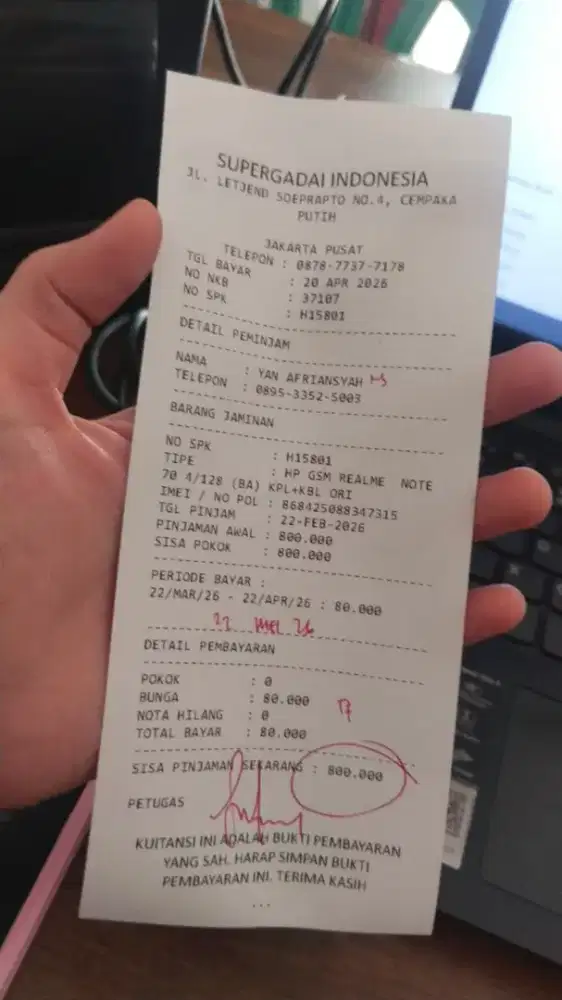 SUPERGADAI INDONESIA
JL. LETJEND SOEPRAPTO NO.4, CEMPAKA
PUTIH
JAKARTA PUSAT
TELEPON : 0878-7737-7178
TGL BAYAR : 20 APR 2026
NO NKB : 37107
NO SPK : H15801
DETAIL PEMINJAM
NAMA : YAN AFRIANSYAH
TELEPON : 0895-3352-5003
BARANG JAMINAN
NO SPK : H15801
TIPE : HP GSM REALME NOTE
70 4/128 (BA) KPL+KBL ORI
IMEI / NO POL : 868425088347315
TGL PINJAM : 22-FEB-2026
PINJAMAN AWAL : 800.000
SISA POKOK : 800.000
PERIODE BAYAR :
22/MAR/26 - 22/APR/26 : 80.000
22 MEI 26
DETAIL PEMBAYARAN
POKOK : 0
BUNGA : 80.000
NOTA HILANG : 0
TOTAL BAYAR : 80.000
SISA PINJAMAN SEKARANG : 800.000
PETUGAS
KUITANSI INI ADALAH BUKTI PEMBAYARAN
YANG SAH. HARAP SIMPAN BUKTI
PEMBAYARAN INI. TERIMA KASIH
...